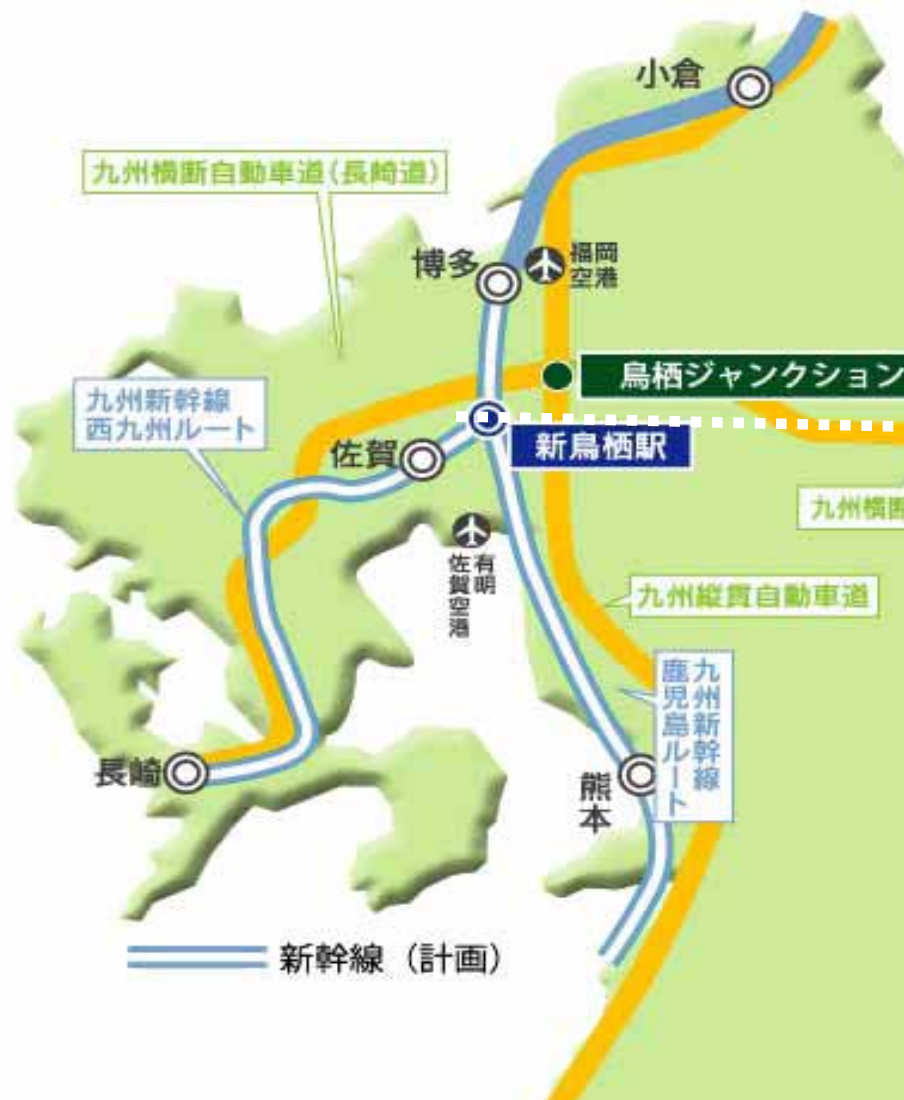 小倉
九州横断自動車道(長崎道)
博多
福岡
空港
鳥栖ジャンクション
九州新幹線
西九州ルート
佐賀
新鳥栖駅
九州横断
有明
佐賀空港
九州縦貫自動車道
九州新幹線
鹿児島ルート
長崎
熊本
新幹線（計画）